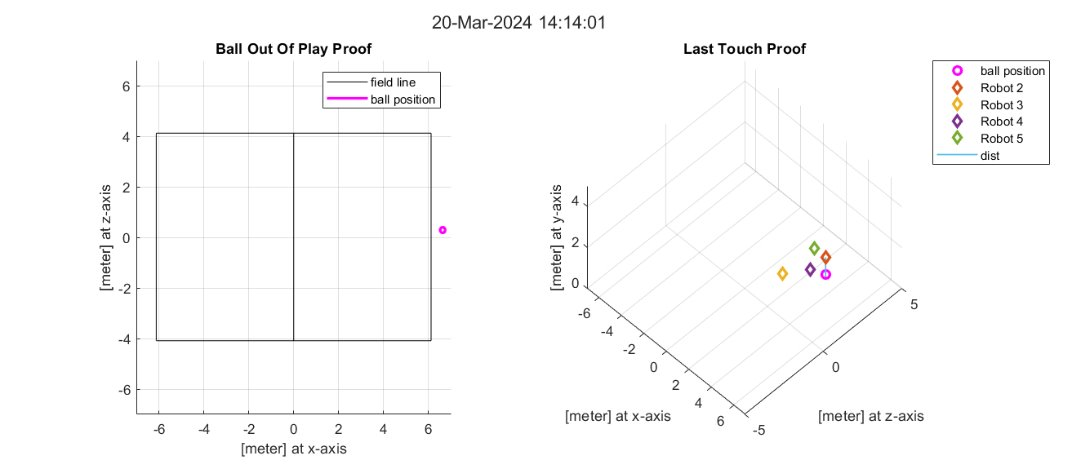 20-Mar-2024 14:14:01
Ball Out Of Play Proof
field line
ball position
6
4
2
0
-2
-4
-6
[meter] at z-axis
-6 -4 -2 0 2 4 6
[meter] at x-axis
Last Touch Proof
ball position
Robot 2
Robot 3
Robot 4
Robot 5
dist
4
2
0
[meter] at y-axis
-6
-4
-2
0
2
4
6
[meter] at x-axis
5
0
-5
[meter] at z-axis